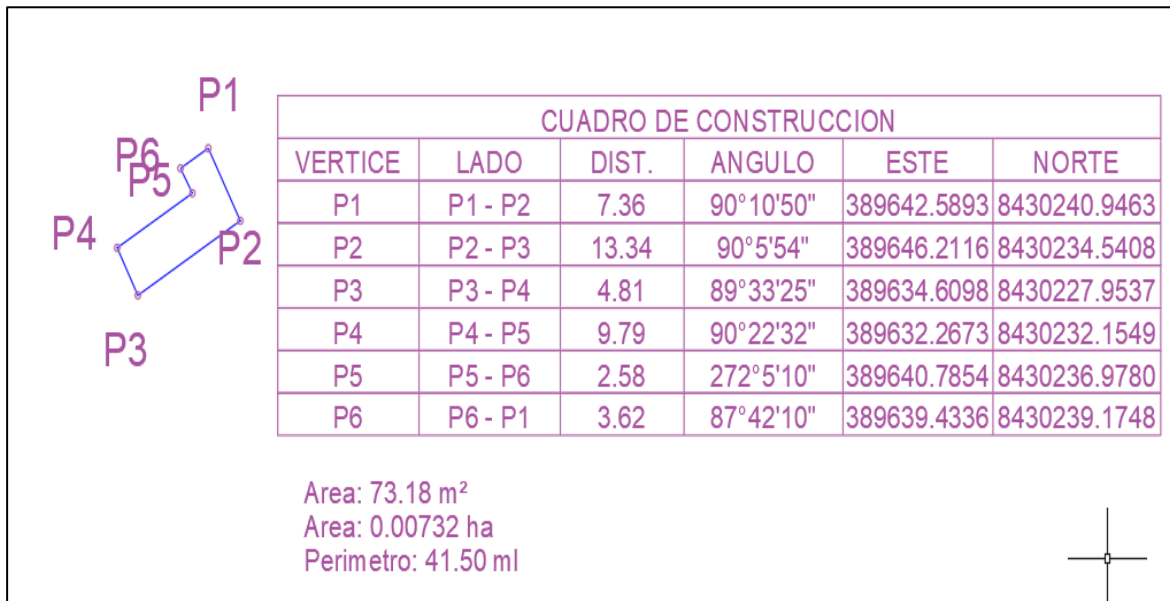 P1
P6
P5
P4
P2
P3
CUADRO DE CONSTRUCCION
VERTICE LADO DIST. ANGULO ESTE NORTE
P1 P1 - P2 7.36 90°10'50" 389642.5893 8430240.9463
P2 P2 - P3 13.34 90°5'54" 389646.2116 8430234.5408
P3 P3 - P4 4.81 89°33'25" 389634.6098 8430227.9537
P4 P4 - P5 9.79 90°22'32" 389632.2673 8430232.1549
P5 P5 - P6 2.58 272°5'10" 389640.7854 8430236.9780
P6 P6 - P1 3.62 87°42'10" 389639.4336 8430239.1748
Area: 73.18 m²
Area: 0.00732 ha
Perimetro: 41.50 ml